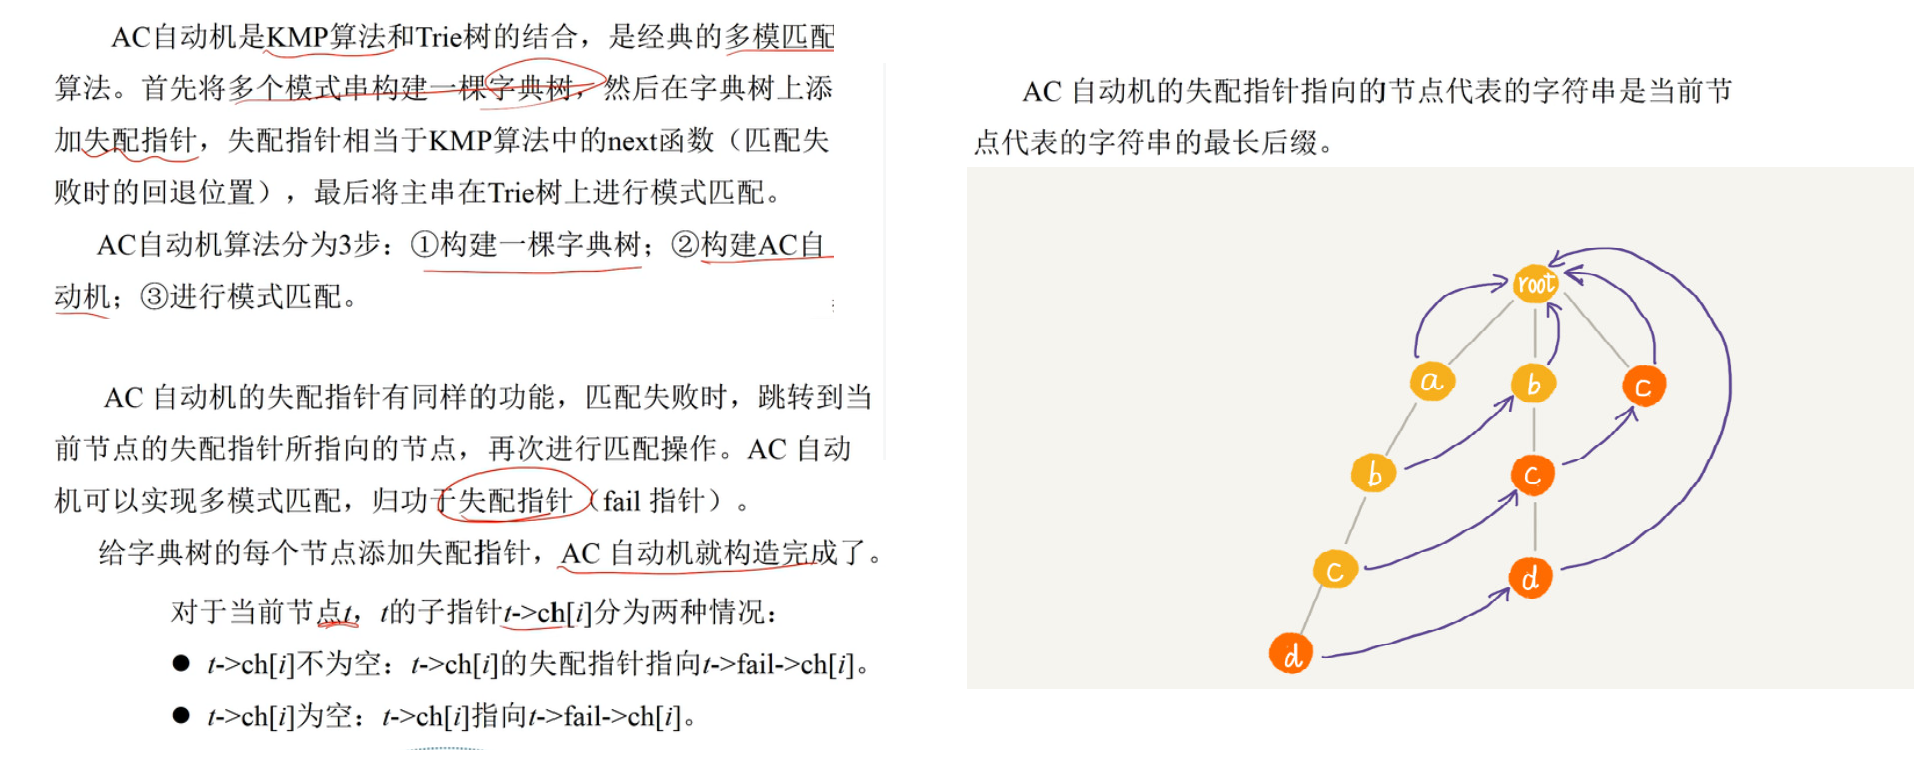 AC自动机是KMP算法和Trie树的结合，是经典的多模匹配
算法。首先将多个模式串构建一棵字典树，然后在字典树上添
加失配指针，失配指针相当于KMP算法中的next函数（匹配失
败时的回退位置），最后将主串在Trie树上进行模式匹配。
AC自动机算法分为3步：①构建一棵字典树；②构建AC自
动机；③进行模式匹配。
AC 自动机的失配指针有同样的功能，匹配失败时，跳转到当
前节点的失配指针所指向的节点，再次进行匹配操作。AC 自动
机可以实现多模式匹配，归功于失配指针（fail 指针）。
给字典树的每个节点添加失配指针，AC 自动机就构造完成了。
对于当前节点t，t的子指针t->ch[i]分为两种情况：
● t->ch[i]不为空：t->ch[i]的失配指针指向t->fail->ch[i]。
● t->ch[i]为空：t->ch[i]指向t->fail->ch[i]。
AC 自动机的失配指针指向的节点代表的字符串是当前节
点代表的字符串的最长后缀。
root
a
b
c
b
c
c
d
d